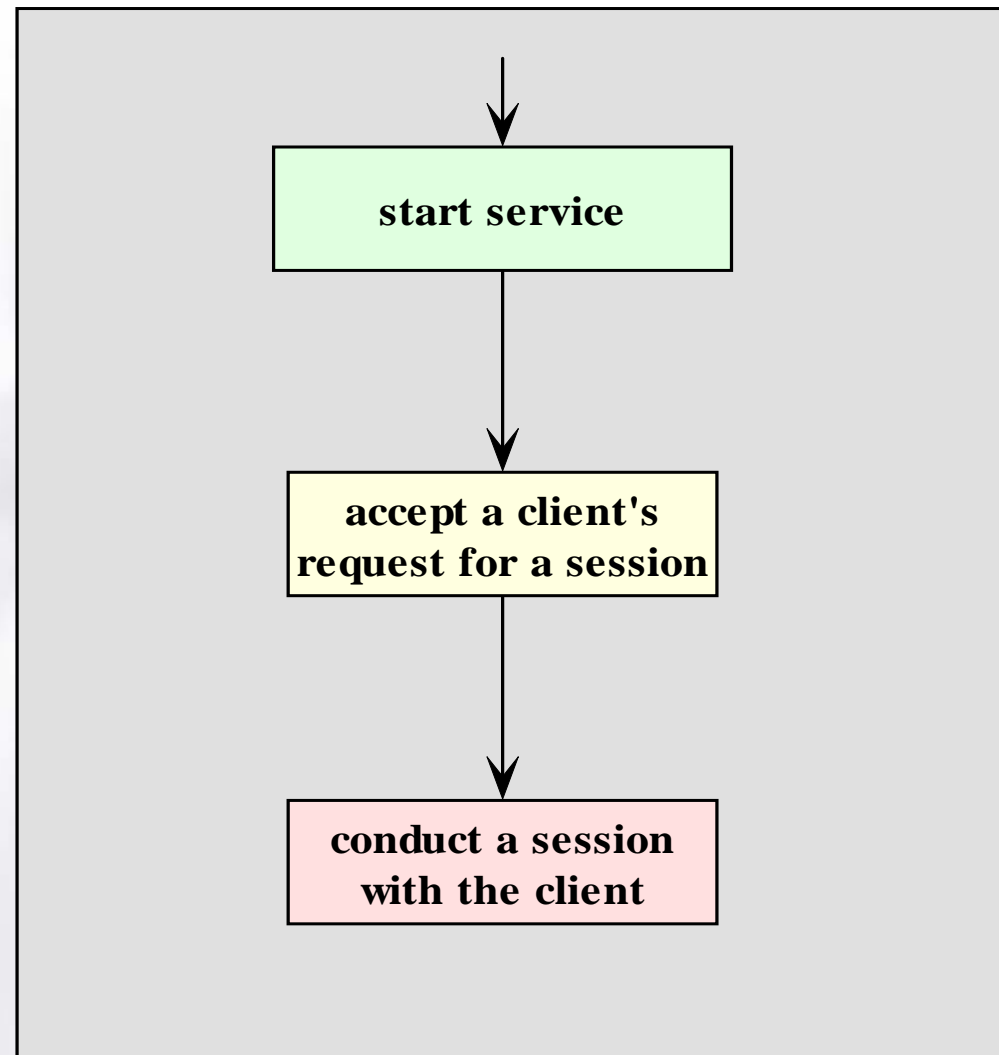 start service
accept a client's
request for a session
conduct a session
with the client